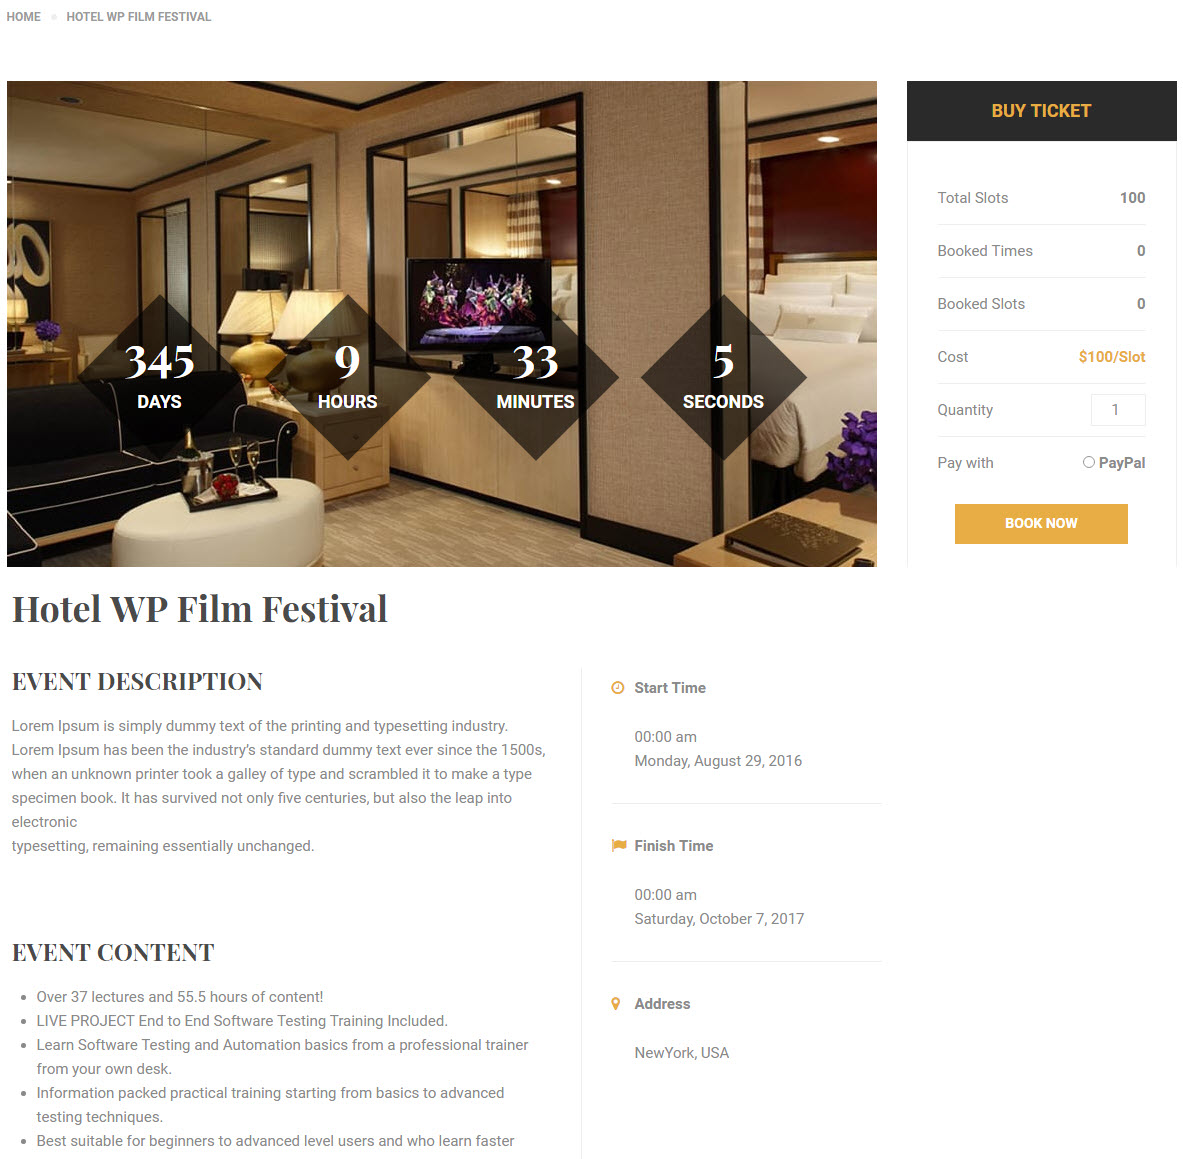 HOME HOTEL WP FILM FESTIVAL
345 9 33 5
DAYS HOURS MINUTES SECONDS
BUY TICKET
Total Slots 100
Booked Times 0
Booked Slots 0
Cost $100/Slot
Quantity 1
Pay with PayPal
BOOK NOW
Hotel WP Film Festival
EVENT DESCRIPTION
Lorem Ipsum is simply dummy text of the printing and typesetting industry.
Lorem Ipsum has been the industry’s standard dummy text ever since the 1500s,
when an unknown printer took a galley of type and scrambled it to make a type
specimen book. It has survived not only five centuries, but also the leap into
electronic
typesetting, remaining essentially unchanged.
EVENT CONTENT
Over 37 lectures and 55.5 hours of content!
LIVE PROJECT End to End Software Testing Training Included.
Learn Software Testing and Automation basics from a professional trainer
from your own desk.
Information packed practical training starting from basics to advanced
testing techniques.
Best suitable for beginners to advanced level users and who learn faster
Start Time
00:00 am
Monday, August 29, 2016
Finish Time
00:00 am
Saturday, October 7, 2017
Address
NewYork, USA